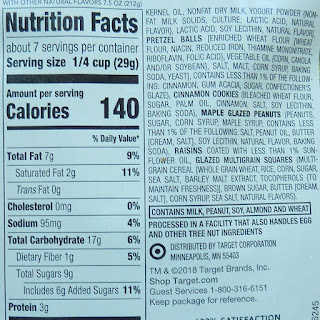 OTHER NATURAL FLAVORS 7.5 OZ (212g)
Nutrition Facts
about 7 servings per container
Serving size 1/4 cup (29g)
Amount per serving
Calories 140
% Daily Value*
Total Fat 7g 9%
Saturated Fat 2g 11%
Trans Fat 0g
Cholesterol 0mg 0%
Sodium 95mg 4%
Total Carbohydrate 17g 6%
Dietary Fiber 1g 5%
Total Sugars 9g
Includes 6g Added Sugars 11%
Protein 3g
KERNEL OIL, NONFAT DRY MILK, YOGURT POWDER (NON-
FAT MILK SOLIDS, CULTURE, LACTIC ACID, NATURAL
FLAVOR), LACTIC ACID, SOY LECITHIN, NATURAL FLAVOR),
PRETZEL BALLS (ENRICHED WHEAT FLOUR (WHEAT
FLOUR, NIACIN, REDUCED IRON, THIAMINE MONONITRATE,
RIBOFLAVIN, FOLIC ACID), VEGETABLE OIL (CORN, CANOLA
AND/OR SOYBEAN), SALT, MALT, CORN SYRUP, BAKING
SODA, YEAST), CONTAINS LESS THAN 1% OF THE FOLLOW-
ING: CINNAMON, GUM ACACIA, SUGAR, CONFECTIONER'S
GLAZE), CINNAMON COOKIES (BLEACHED WHEAT FLOUR,
SUGAR, PALM OIL, CINNAMON, SALT, SOY LECITHIN,
BAKING SODA), MAPLE GLAZED PEANUTS (PEANUTS,
SUGAR, CORN SYRUP, MAPLE SYRUP, CONTAINS LESS
THAN 1% OF THE FOLLOWING: SALT, PEANUT OIL, BUTTER
(CREAM, SALT), SOY LECITHIN, NATURAL FLAVOR, BAKING
SODA), RAISINS COATED WITH LESS THAN 1% SUN-
FLOWER OIL, GLAZED MULTIGRAIN SQUARES (MULTI-
GRAIN CEREAL [WHOLE GRAIN WHEAT, RICE, CORN, SUGAR,
SEA SALT, BARLEY MALT EXTRACT, TOCOPHEROLS (TO
MAINTAIN FRESHNESS)], BROWN SUGAR, BUTTER [CREAM,
SALT], CORN SYRUP, SEA SALT, NATURAL FLAVORS).
CONTAINS MILK, PEANUT, SOY, ALMOND AND WHEAT
PROCESSED IN A FACILITY THAT ALSO HANDLES EGG
AND OTHER TREE NUT INGREDIENTS
DISTRIBUTED BY TARGET CORPORATION
MINNEAPOLIS, MN 55403
TM & ©2018 Target Brands, Inc.
Shop Target.com
Guest Services 1-800-316-6151
Keep package for reference.
100% SATISFACTION
6245